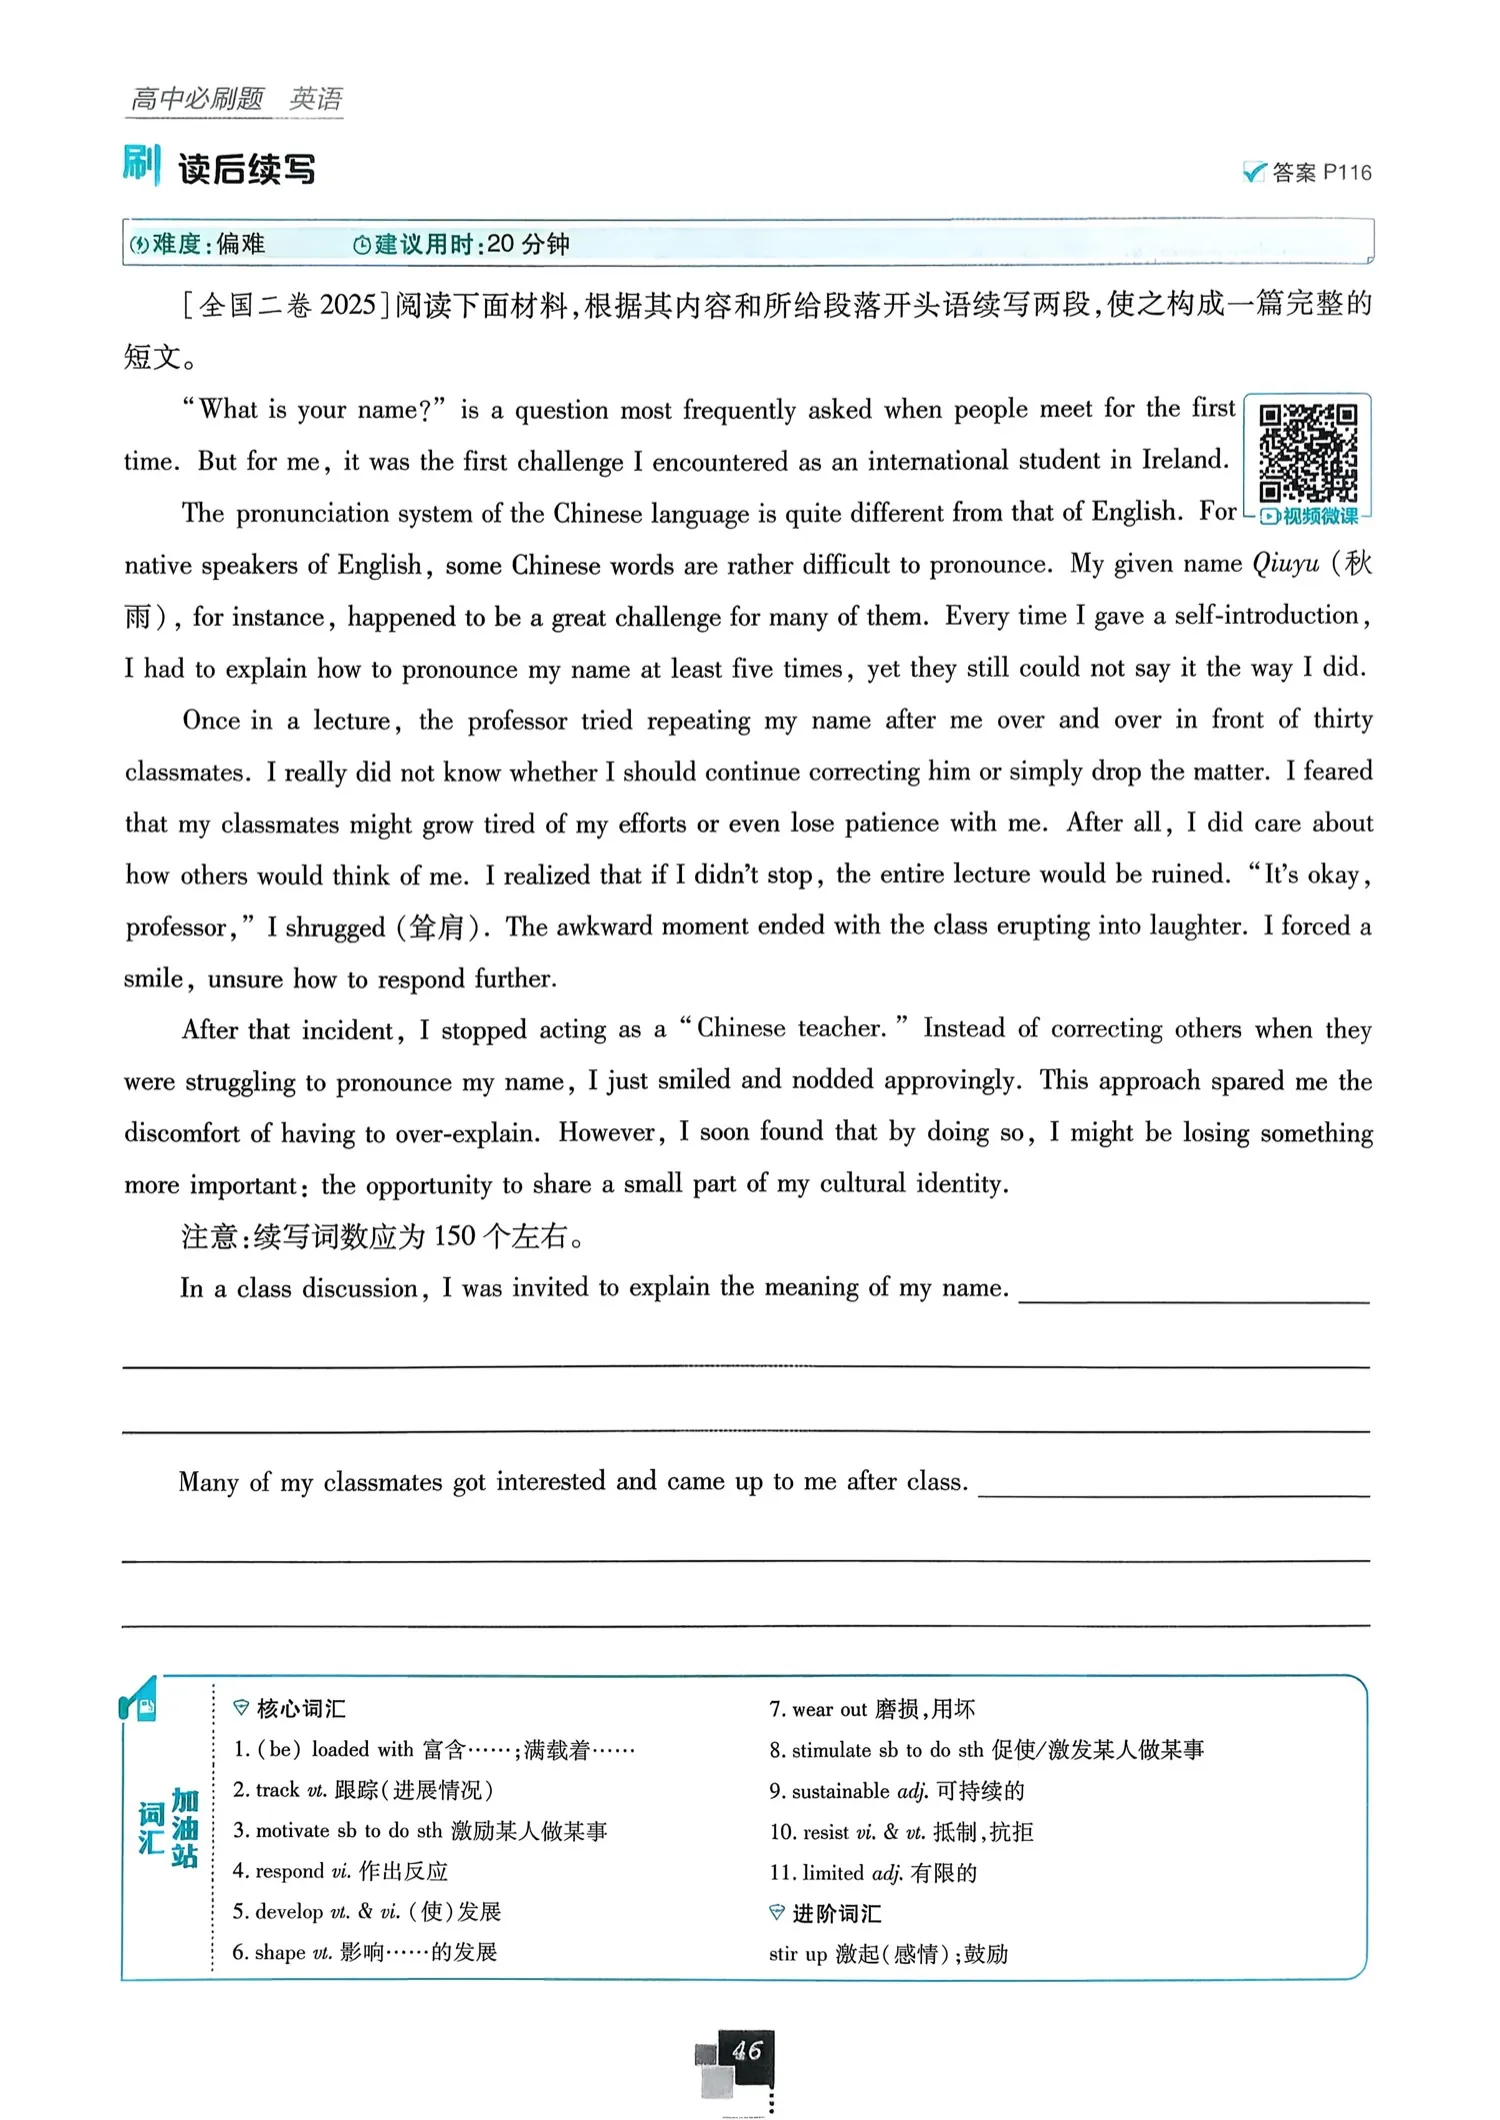 高中必刷题 英语
刷 读后续写
答案 P116
难度:偏难 建议用时:20 分钟
[全国二卷 2025]阅读下面材料,根据其内容和所给段落开头语续写两段,使之构成一篇完整的
短文。
“What is your name?” is a question most frequently asked when people meet for the first
time. But for me, it was the first challenge I encountered as an international student in Ireland.
The pronunciation system of the Chinese language is quite different from that of English. For
视频微课
native speakers of English, some Chinese words are rather difficult to pronounce. My given name Qiuyu (秋
雨), for instance, happened to be a great challenge for many of them. Every time I gave a self-introduction,
I had to explain how to pronounce my name at least five times, yet they still could not say it the way I did.
Once in a lecture, the professor tried repeating my name after me over and over in front of thirty
classmates. I really did not know whether I should continue correcting him or simply drop the matter. I feared
that my classmates might grow tired of my efforts or even lose patience with me. After all, I did care about
how others would think of me. I realized that if I didn’t stop, the entire lecture would be ruined. “It’s okay,
professor,” I shrugged (耸肩). The awkward moment ended with the class erupting into laughter. I forced a
smile, unsure how to respond further.
After that incident, I stopped acting as a “Chinese teacher.” Instead of correcting others when they
were struggling to pronounce my name, I just smiled and nodded approvingly. This approach spared me the
discomfort of having to over-explain. However, I soon found that by doing so, I might be losing something
more important: the opportunity to share a small part of my cultural identity.
注意:续写词数应为 150 个左右。
In a class discussion, I was invited to explain the meaning of my name.
Many of my classmates got interested and came up to me after class.
词汇加油站
核心词汇
1. (be) loaded with 富含……;满载着……
2. track vt. 跟踪(进展情况)
3. motivate sb to do sth 激励某人做某事
4. respond vi. 作出反应
5. develop vt. & vi. (使)发展
6. shape vt. 影响……的发展
7. wear out 磨损,用坏
8. stimulate sb to do sth 促使/激发某人做某事
9. sustainable adj. 可持续的
10. resist vi. & vt. 抵制,抗拒
11. limited adj. 有限的
进阶词汇
stir up 激起(感情);鼓励
46